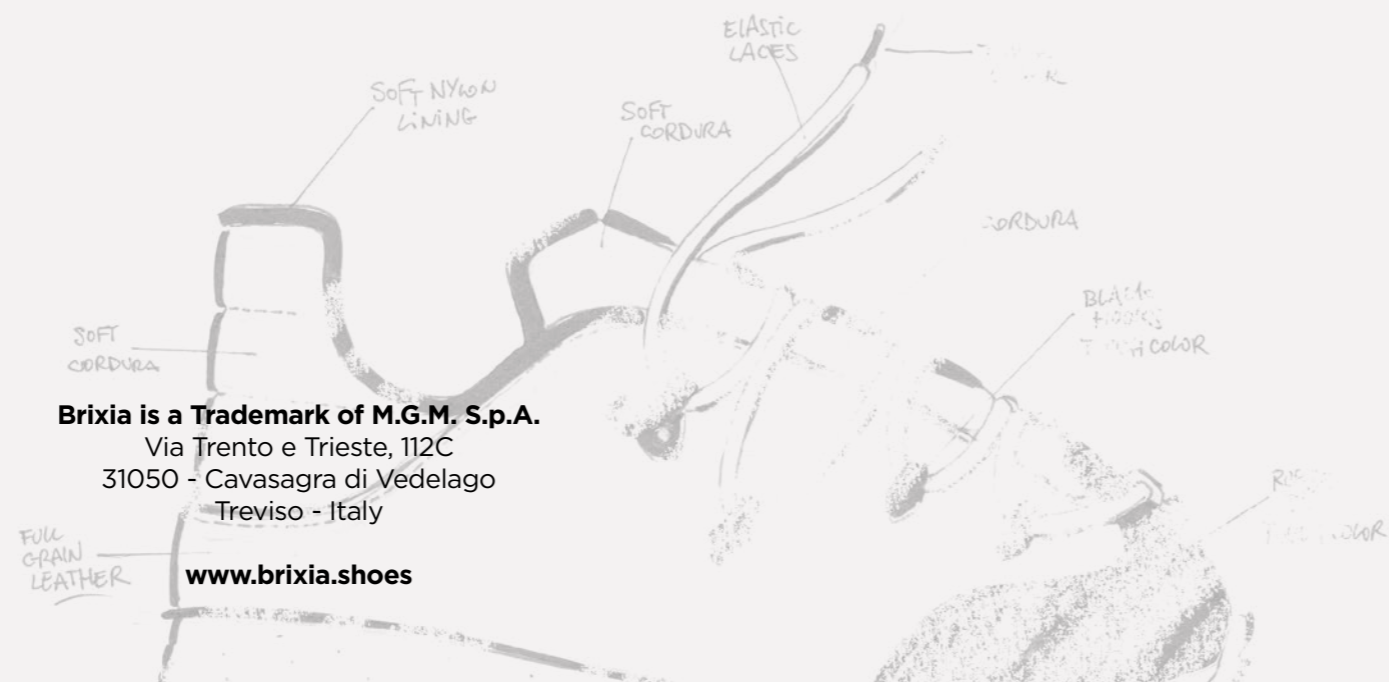 ELASTIC
LACES
SOFT NYLON
LINING
SOFT
CORDURA
CORDURA
SOFT
CORDURA
Brixia is a Trademark of M.G.M. S.p.A.
Via Trento e Trieste, 112C
31050 - Cavasagra di Vedelago
Treviso - Italy
www.brixia.shoes
FULL
GRAIN
LEATHER